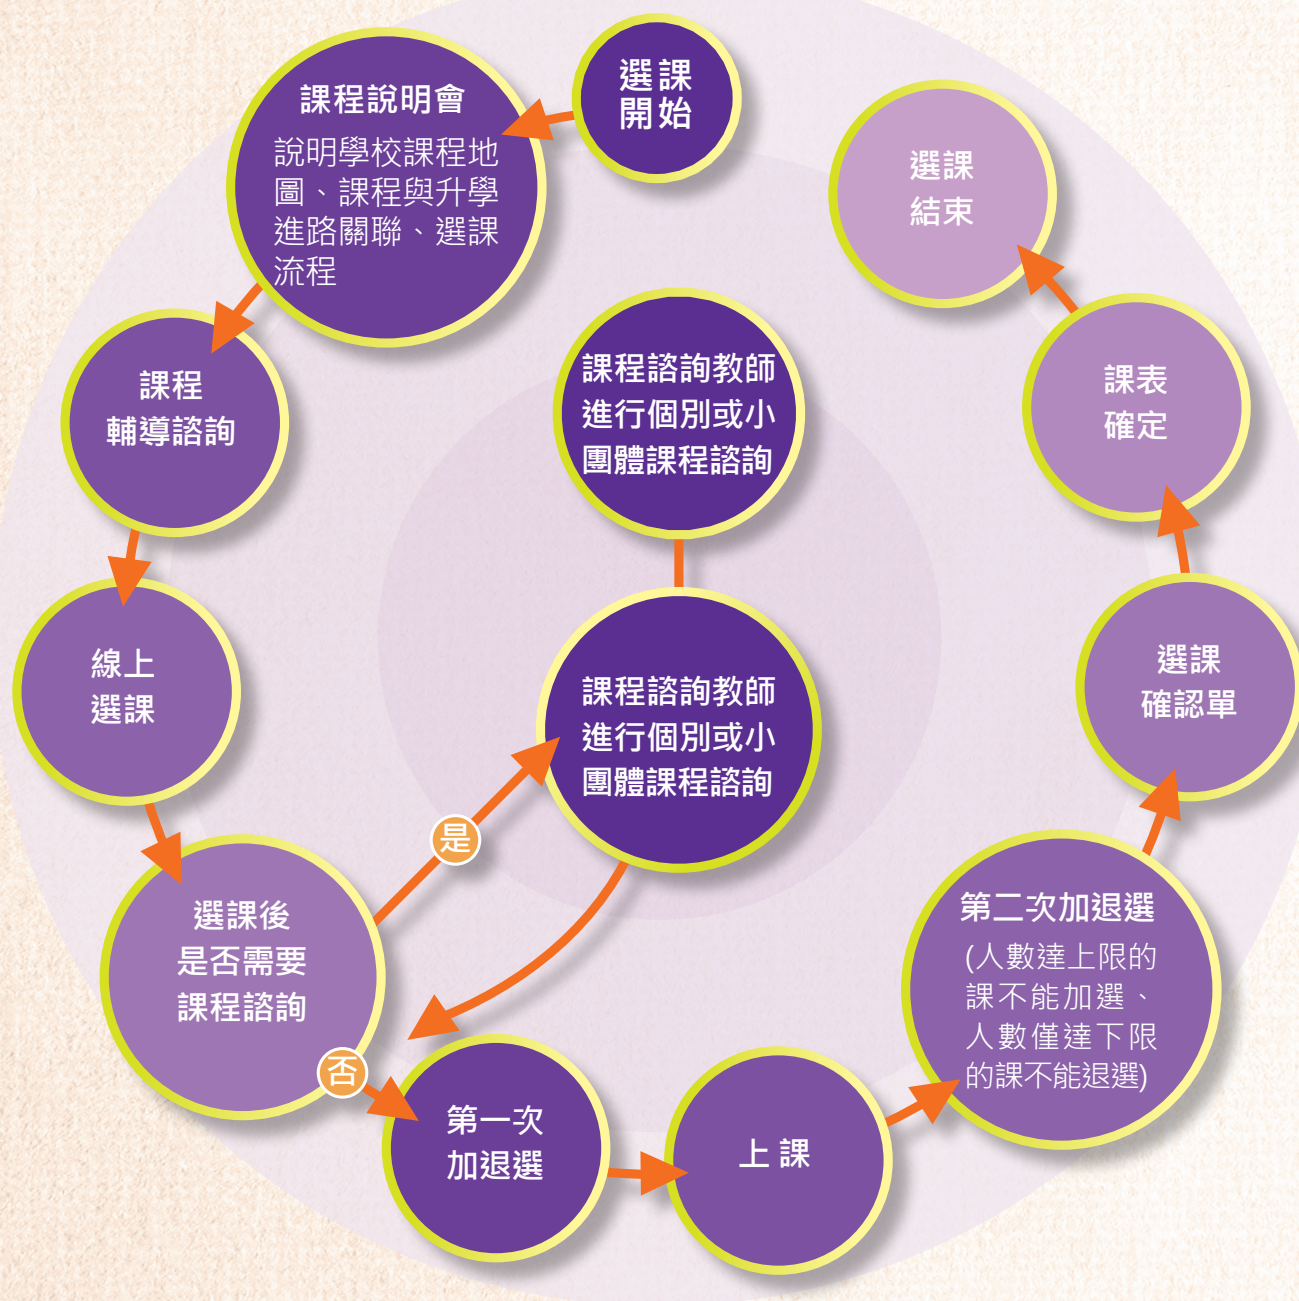 選課
開始
課程說明會
說明學校課程地
圖、課程與升學
進路關聯、選課
流程
課程
輔導諮詢
線上
選課
選課後
是否需要
課程諮詢
是
否
課程諮詢教師
進行個別或小
團體課程諮詢
課程諮詢教師
進行個別或小
團體課程諮詢
第一次
加退選
上課
第二次加退選
(人數達上限的
課不能加選、
人數僅達下限
的課不能退選)
選課
確認單
課表
確定
選課
結束